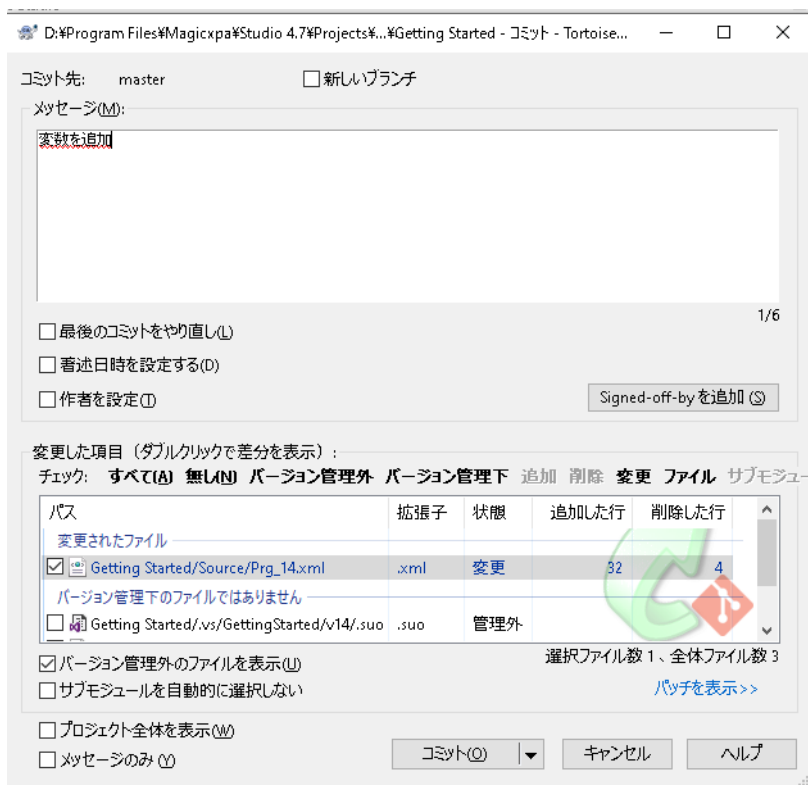 D:¥Program Files¥Magicxpa¥Studio 4.7¥Projects¥...¥Getting Started - コミット - Tortoise...
コミット先: master 新しいブランチ
メッセージ(M):
変数を追加
1/6
最後のコミットをやり直し(L)
著述日時を設定する(D)
作者を設定(T)
Signed-off-by を追加 (S)
変更した項目 (ダブルクリックで差分を表示) :
チェック: すべて(A) 無し(N) バージョン管理外 バージョン管理下 追加 削除 変更 ファイル サブモジュー
パス 拡張子 状態 追加した行 削除した行
変更されたファイル
Getting Started/Source/Prg_14.xml .xml 変更 32 4
バージョン管理下のファイルではありません
Getting Started/.vs/GettingStarted/v14/.suo .suo 管理外
選択ファイル数 1、全体ファイル数 3
バージョン管理外のファイルを表示(U)
サブモジュールを自動的に選択しない
パッチを表示>>
プロジェクト全体を表示(W)
メッセージのみ (Y)
コミット(O) キャンセル ヘルプ